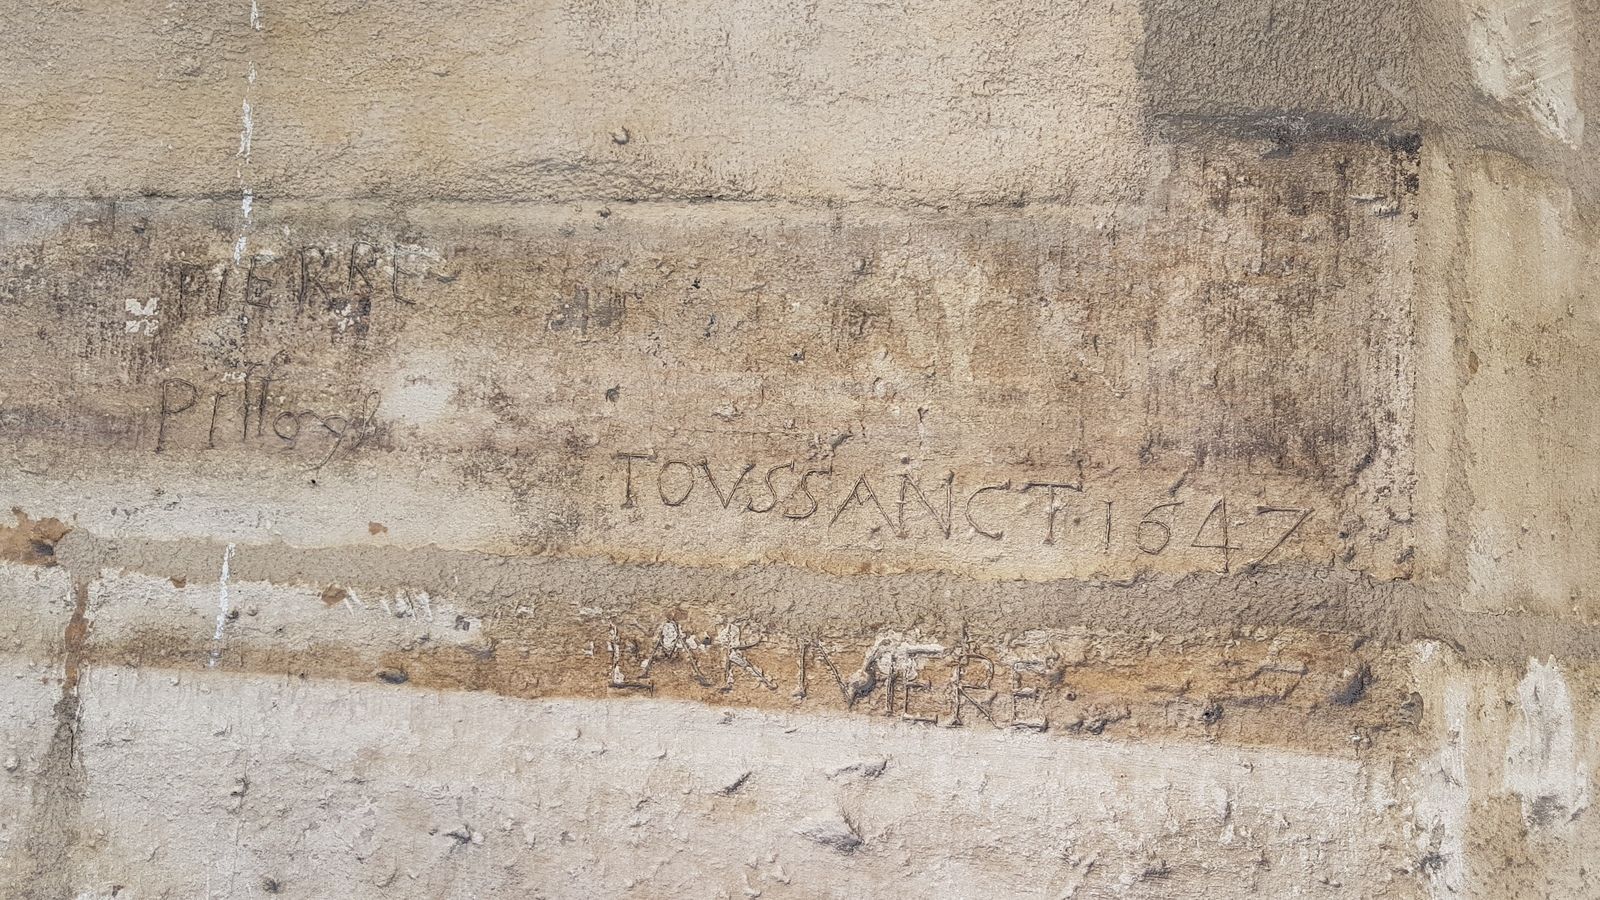 PIERRE
TOVSSANCT. 1647
LARIVIERE